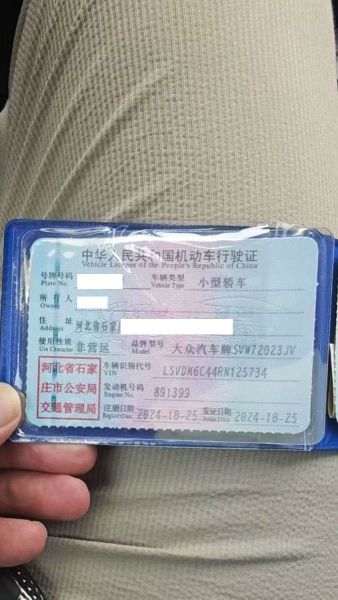 中华人民共和国机动车行驶证
Vehicle License of the People's Republic of China
号牌号码 Plate No.
车辆类型 Vehicle Type 小型轿车
所有人 Owner
住址 Address 河北省石家
使用性质 Use Character 非营运
品牌型号 Model 大众汽车牌SVW72023JV
河北省石家
庄市公安局
交通管理局
车辆识别代号 VIN LSVDM6C44RN125734
发动机号码 Engine No. 891399
注册日期 Register Date 2024-10-25
发证日期 Issue Date 2024-10-25